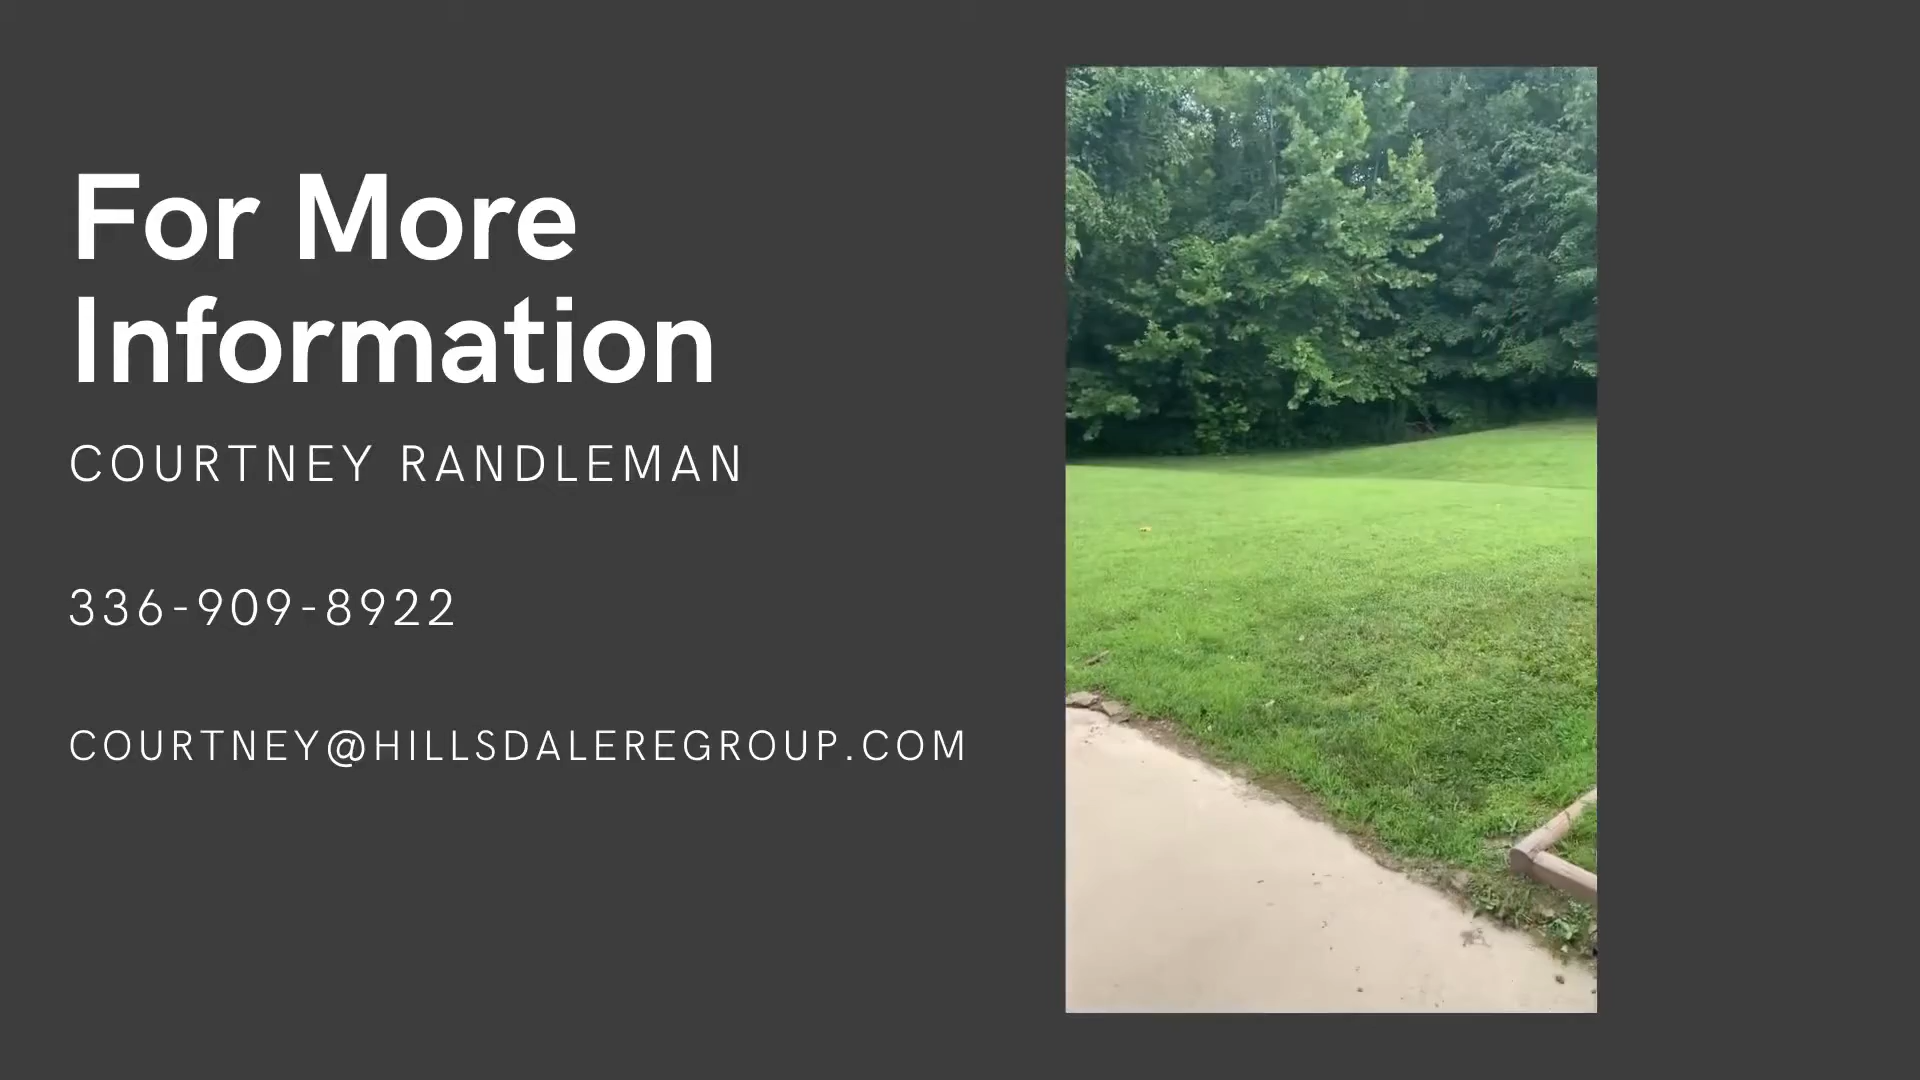 For More
Information
COURTNEY RANDLEMAN
336-909-8922
COURTNEY@HILLSDALEREGROUP.COM